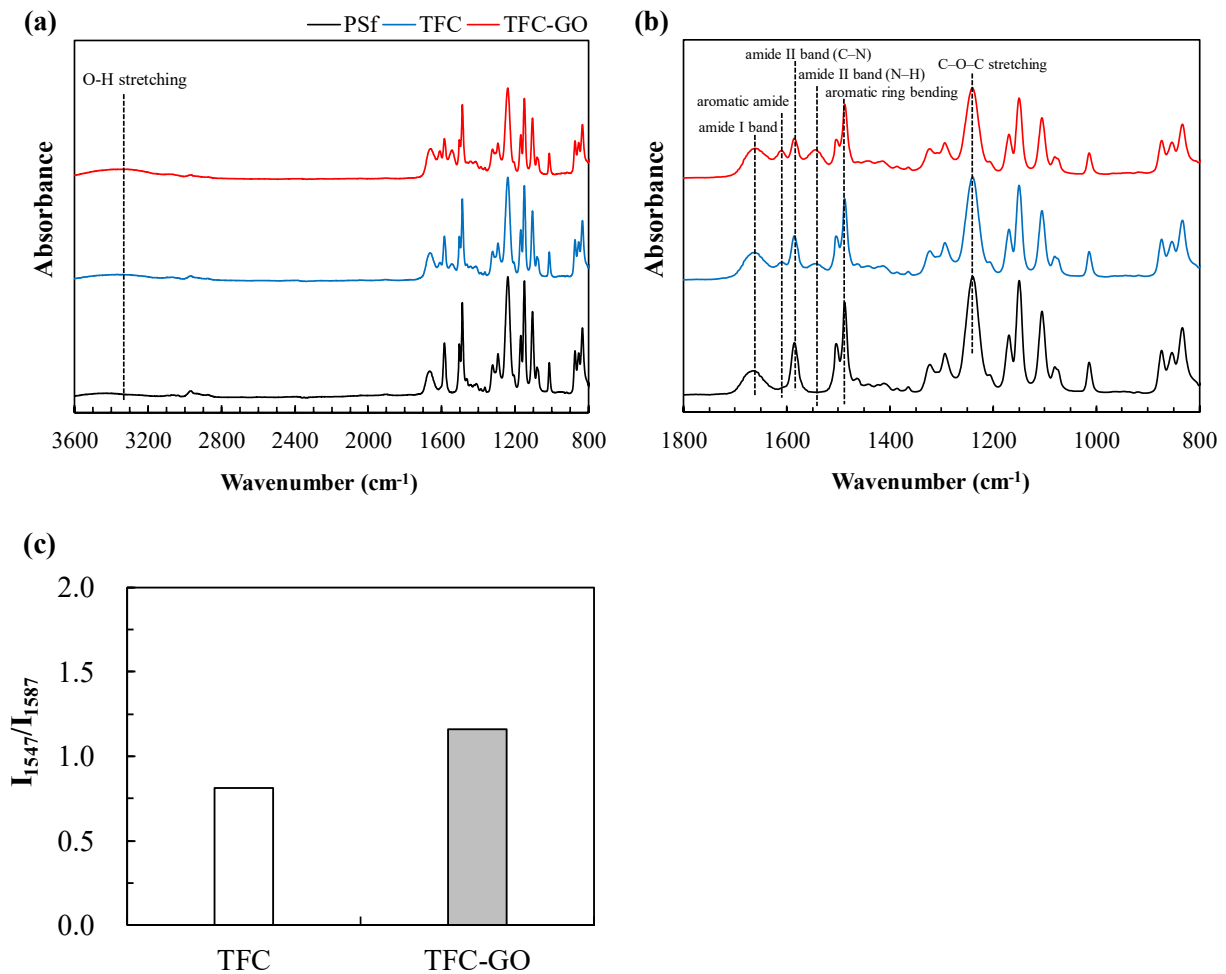 (a)
PSf TFC TFC-GO
O-H stretching
Absorbance
3600 3200 2800 2400 2000 1600 1200 800
Wavenumber (cm-1)
(b)
amide II band (C–N)
C–O–C stretching
amide II band (N–H)
aromatic ring bending
aromatic amide
amide I band
Absorbance
1800 1600 1400 1200 1000 800
Wavenumber (cm-1)
(c)
2.0
1.5
1.0
0.5
0.0
I1547/I1587
TFC TFC-GO